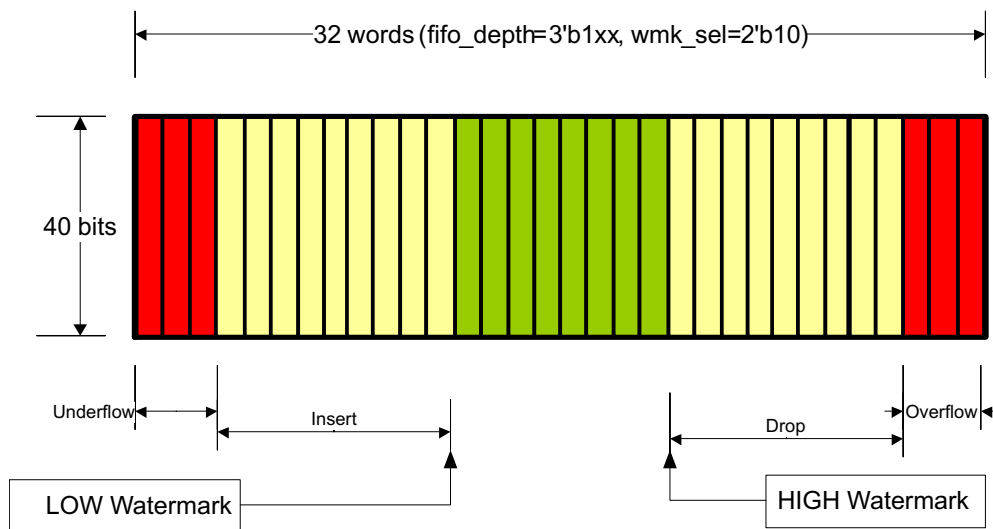 32 words (fifo_depth=3'b1xx, wmk_sel=2'b10)
40 bits
Underflow
Insert
Drop
Overflow
LOW Watermark
HIGH Watermark